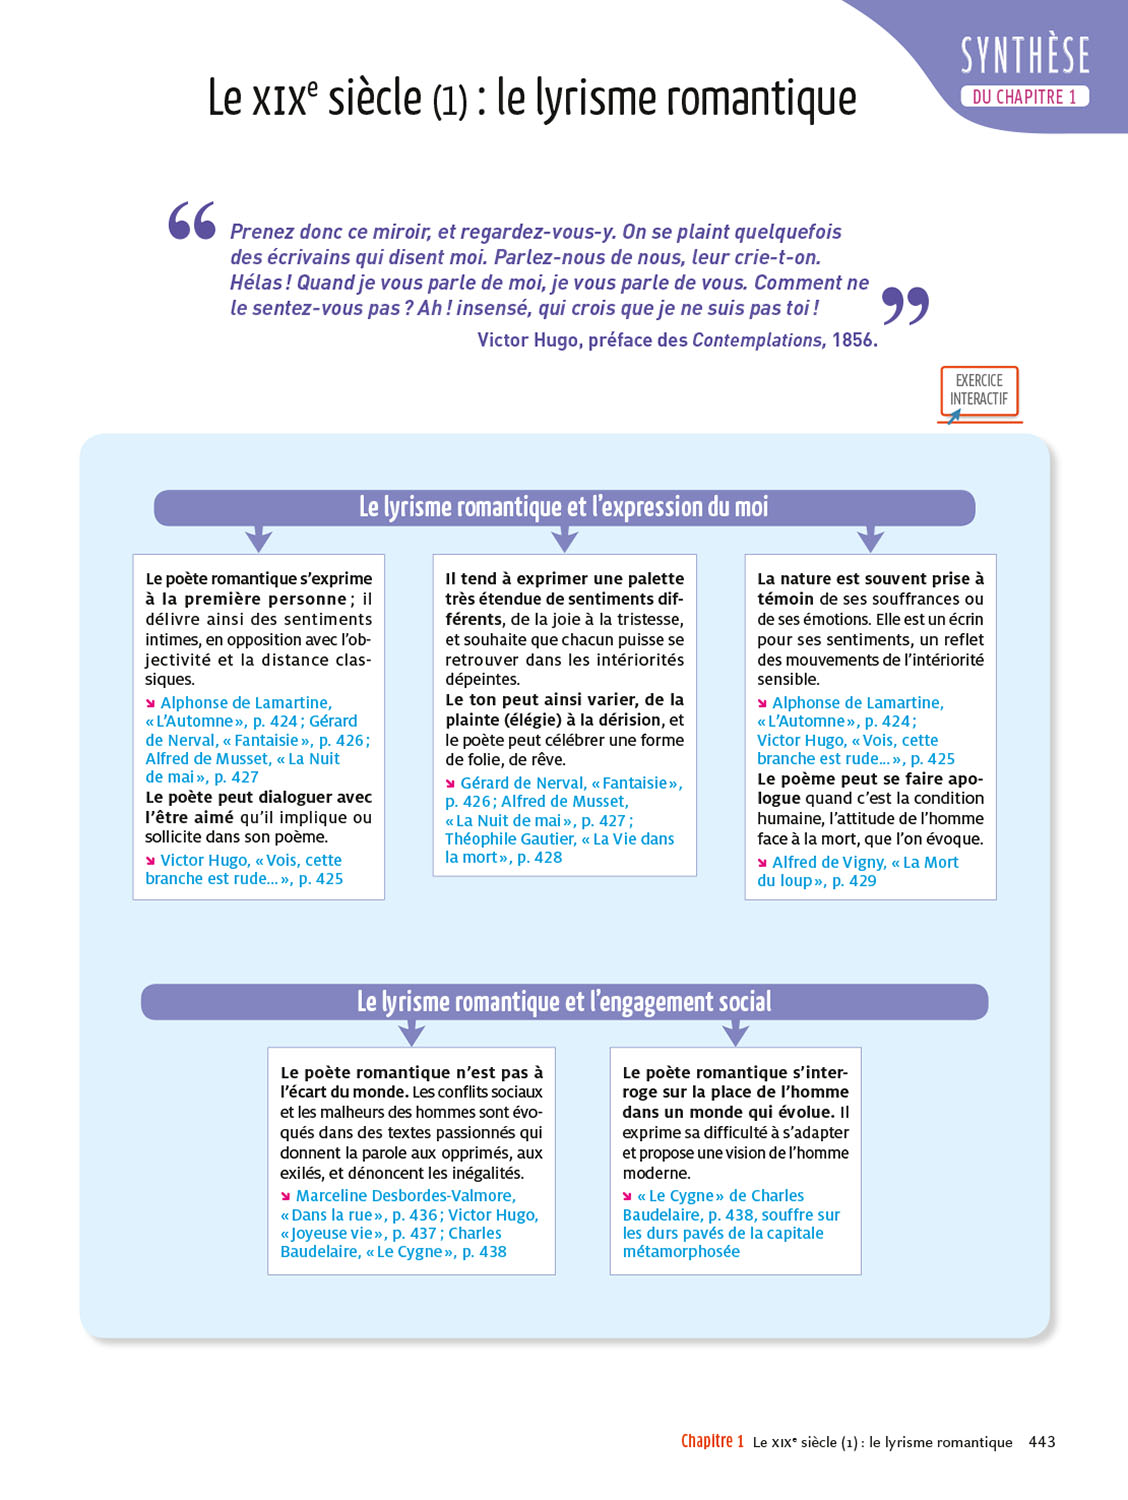 SYNTHÈSE
DU CHAPITRE 1
Le XIXe siècle (1) : le lyrisme romantique
“ Prenez donc ce miroir, et regardez-vous-y. On se plaint quelquefois
des écrivains qui disent moi. Parlez-nous de nous, leur crie-t-on.
Hélas ! Quand je vous parle de moi, je vous parle de vous. Comment ne
le sentez-vous pas ? Ah ! insensé, qui crois que je ne suis pas toi ! ”
Victor Hugo, préface des Contemplations, 1856.
EXERCICE
INTERACTIF
Le lyrisme romantique et l’expression du moi
Le poète romantique s’exprime
à la première personne ; il
délivre ainsi des sentiments
intimes, en opposition avec l’ob-
jectivité et la distance clas-
siques.
Alphonse de Lamartine,
« L’Automne », p. 424 ; Gérard
de Nerval, « Fantaisie », p. 426 ;
Alfred de Musset, « La Nuit
de mai », p. 427
Le poète peut dialoguer avec
l’être aimé qu’il implique ou
sollicite dans son poème.
Victor Hugo, « Vois, cette
branche est rude... », p. 425
Il tend à exprimer une palette
très étendue de sentiments dif-
férents, de la joie à la tristesse,
et souhaite que chacun puisse se
retrouver dans les intériorités
dépeintes.
Le ton peut ainsi varier, de la
plainte (élégie) à la dérision, et
le poète peut célébrer une forme
de folie, de rêve.
Gérard de Nerval, « Fantaisie »,
p. 426 ; Alfred de Musset,
« La Nuit de mai », p. 427 ;
Théophile Gautier, « La Vie dans
la mort », p. 428
La nature est souvent prise à
témoin de ses souffrances ou
de ses émotions. Elle est un écrin
pour ses sentiments, un reflet
des mouvements de l’intériorité
sensible.
Alphonse de Lamartine,
« L’Automne », p. 424 ;
Victor Hugo, « Vois, cette
branche est rude... », p. 425
Le poème peut se faire apo-
logue quand c’est la condition
humaine, l’attitude de l’homme
face à la mort, que l’on évoque.
Alfred de Vigny, « La Mort
du loup », p. 429
Le lyrisme romantique et l’engagement social
Le poète romantique n’est pas à
l’écart du monde. Les conflits sociaux
et les malheurs des hommes sont évo-
qués dans des textes passionnés qui
donnent la parole aux opprimés, aux
exilés, et dénoncent les inégalités.
Marceline Desbordes-Valmore,
« Dans la rue », p. 436 ; Victor Hugo,
« Joyeuse vie », p. 437 ; Charles
Baudelaire, « Le Cygne », p. 438
Le poète romantique s’inter-
roge sur la place de l’homme
dans un monde qui évolue. Il
exprime sa difficulté à s’adapter
et propose une vision de l’homme
moderne.
« Le Cygne » de Charles
Baudelaire, p. 438, souffre sur
les durs pavés de la capitale
métamorphosée
Chapitre 1 Le XIXe siècle (1) : le lyrisme romantique 443